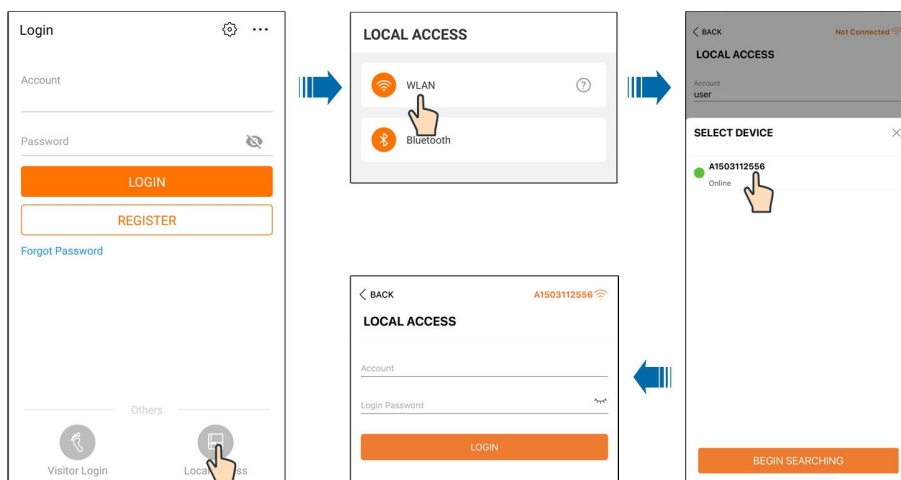 Login
Account
Password
LOGIN
REGISTER
Forgot Password
Others
Visitor Login
LOCAL ACCESS
WLAN
?
Bluetooth
BACK
Not Connected
LOCAL ACCESS
Account
user
SELECT DEVICE
A1503112556
Online
BEGIN SEARCHING
BACK
A1503112556
LOCAL ACCESS
Account
Login Password
LOGIN